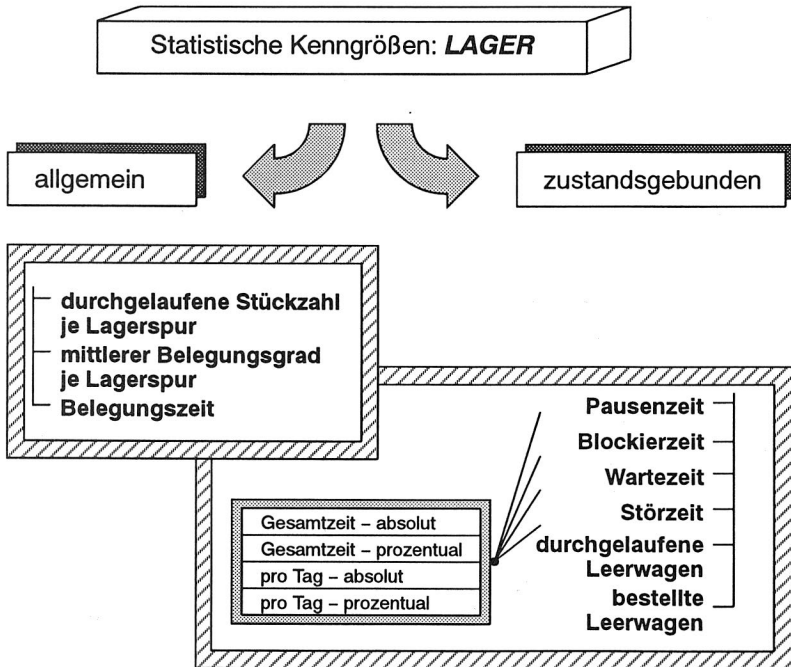 Statistische Kenngrößen: LAGER
allgemein
zustandsgebunden
durchgelaufene Stückzahl
je Lagerspur
mittlerer Belegungsgrad
je Lagerspur
Belegungszeit
Pausenzeit
Blockierzeit
Wartezeit
Störzeit
durchgelaufene
Leerwagen
bestellte
Leerwagen
Gesamtzeit – absolut
Gesamtzeit – prozentual
pro Tag – absolut
pro Tag – prozentual